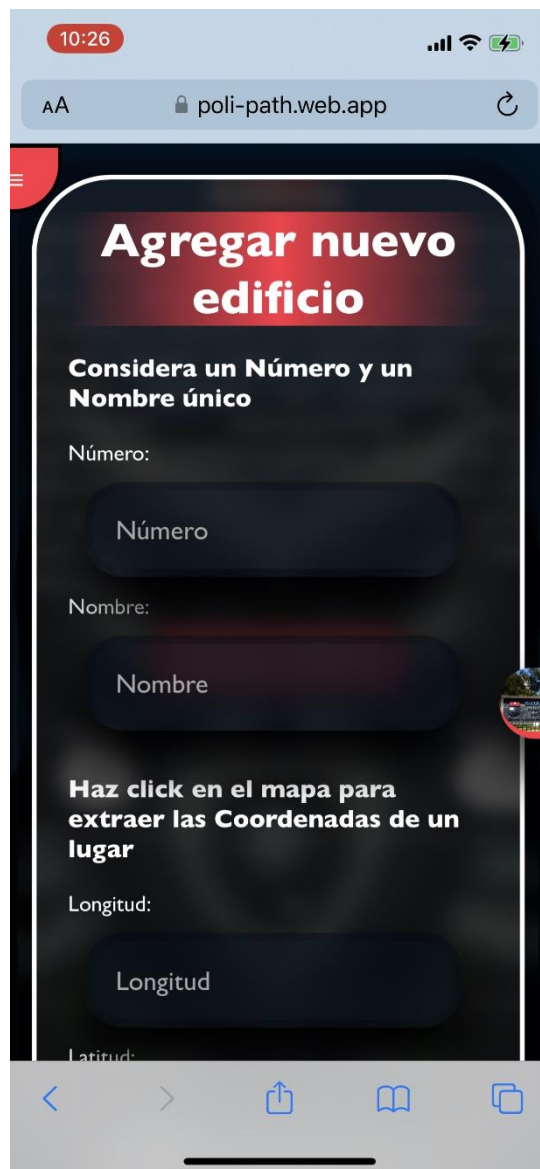 10:26
AA poli-path.web.app
Agregar nuevo
edificio
Considera un Número y un
Nombre único
Número:
Número
Nombre:
Nombre
Haz click en el mapa para
extraer las Coordenadas de un
lugar
Longitud:
Longitud
Latitud: